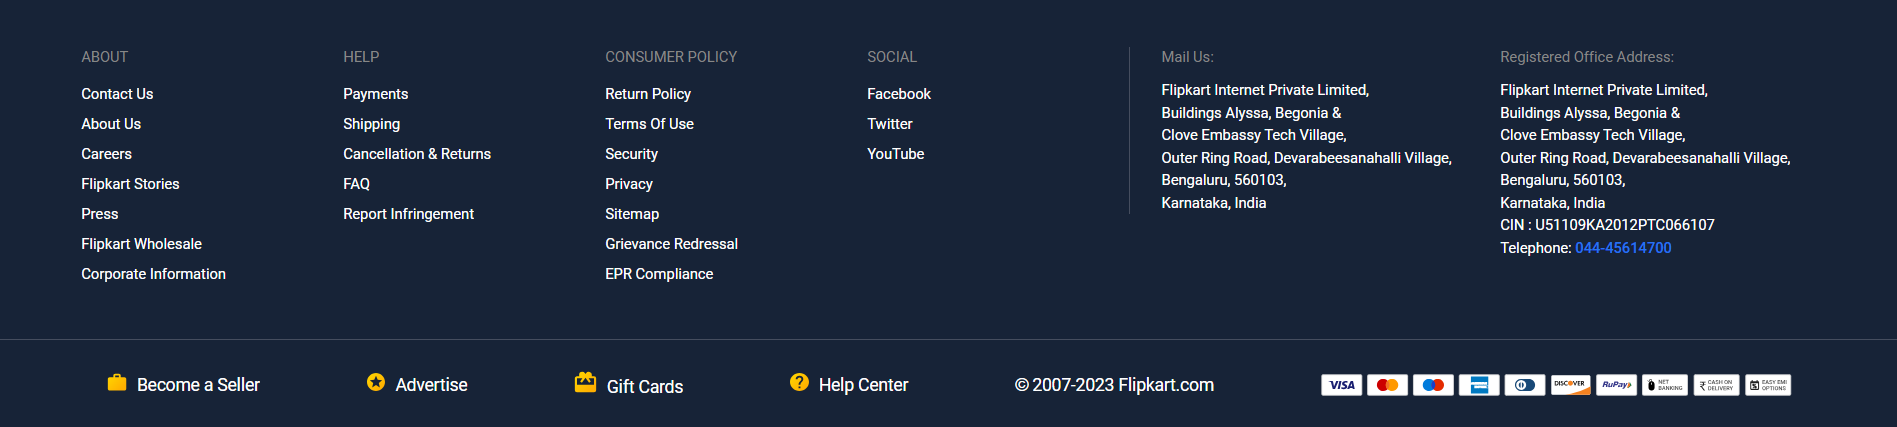 ABOUT
Contact Us
About Us
Careers
Flipkart Stories
Press
Flipkart Wholesale
Corporate Information
HELP
Payments
Shipping
Cancellation & Returns
FAQ
Report Infringement
CONSUMER POLICY
Return Policy
Terms Of Use
Security
Privacy
Sitemap
Grievance Redressal
EPR Compliance
SOCIAL
Facebook
Twitter
YouTube
Mail Us:
Flipkart Internet Private Limited,
Buildings Alyssa, Begonia &
Clove Embassy Tech Village,
Outer Ring Road, Devarabeesanahalli Village,
Bengaluru, 560103,
Karnataka, India
Registered Office Address:
Flipkart Internet Private Limited,
Buildings Alyssa, Begonia &
Clove Embassy Tech Village,
Outer Ring Road, Devarabeesanahalli Village,
Bengaluru, 560103,
Karnataka, India
CIN : U51109KA2012PTC066107
Telephone: 044-45614700
Become a Seller
Advertise
Gift Cards
Help Center
© 2007-2023 Flipkart.com
VISA
DISCOVER
RuPay
NET
BANKING
CASH ON
DELIVERY
EASY EMI
OPTIONS